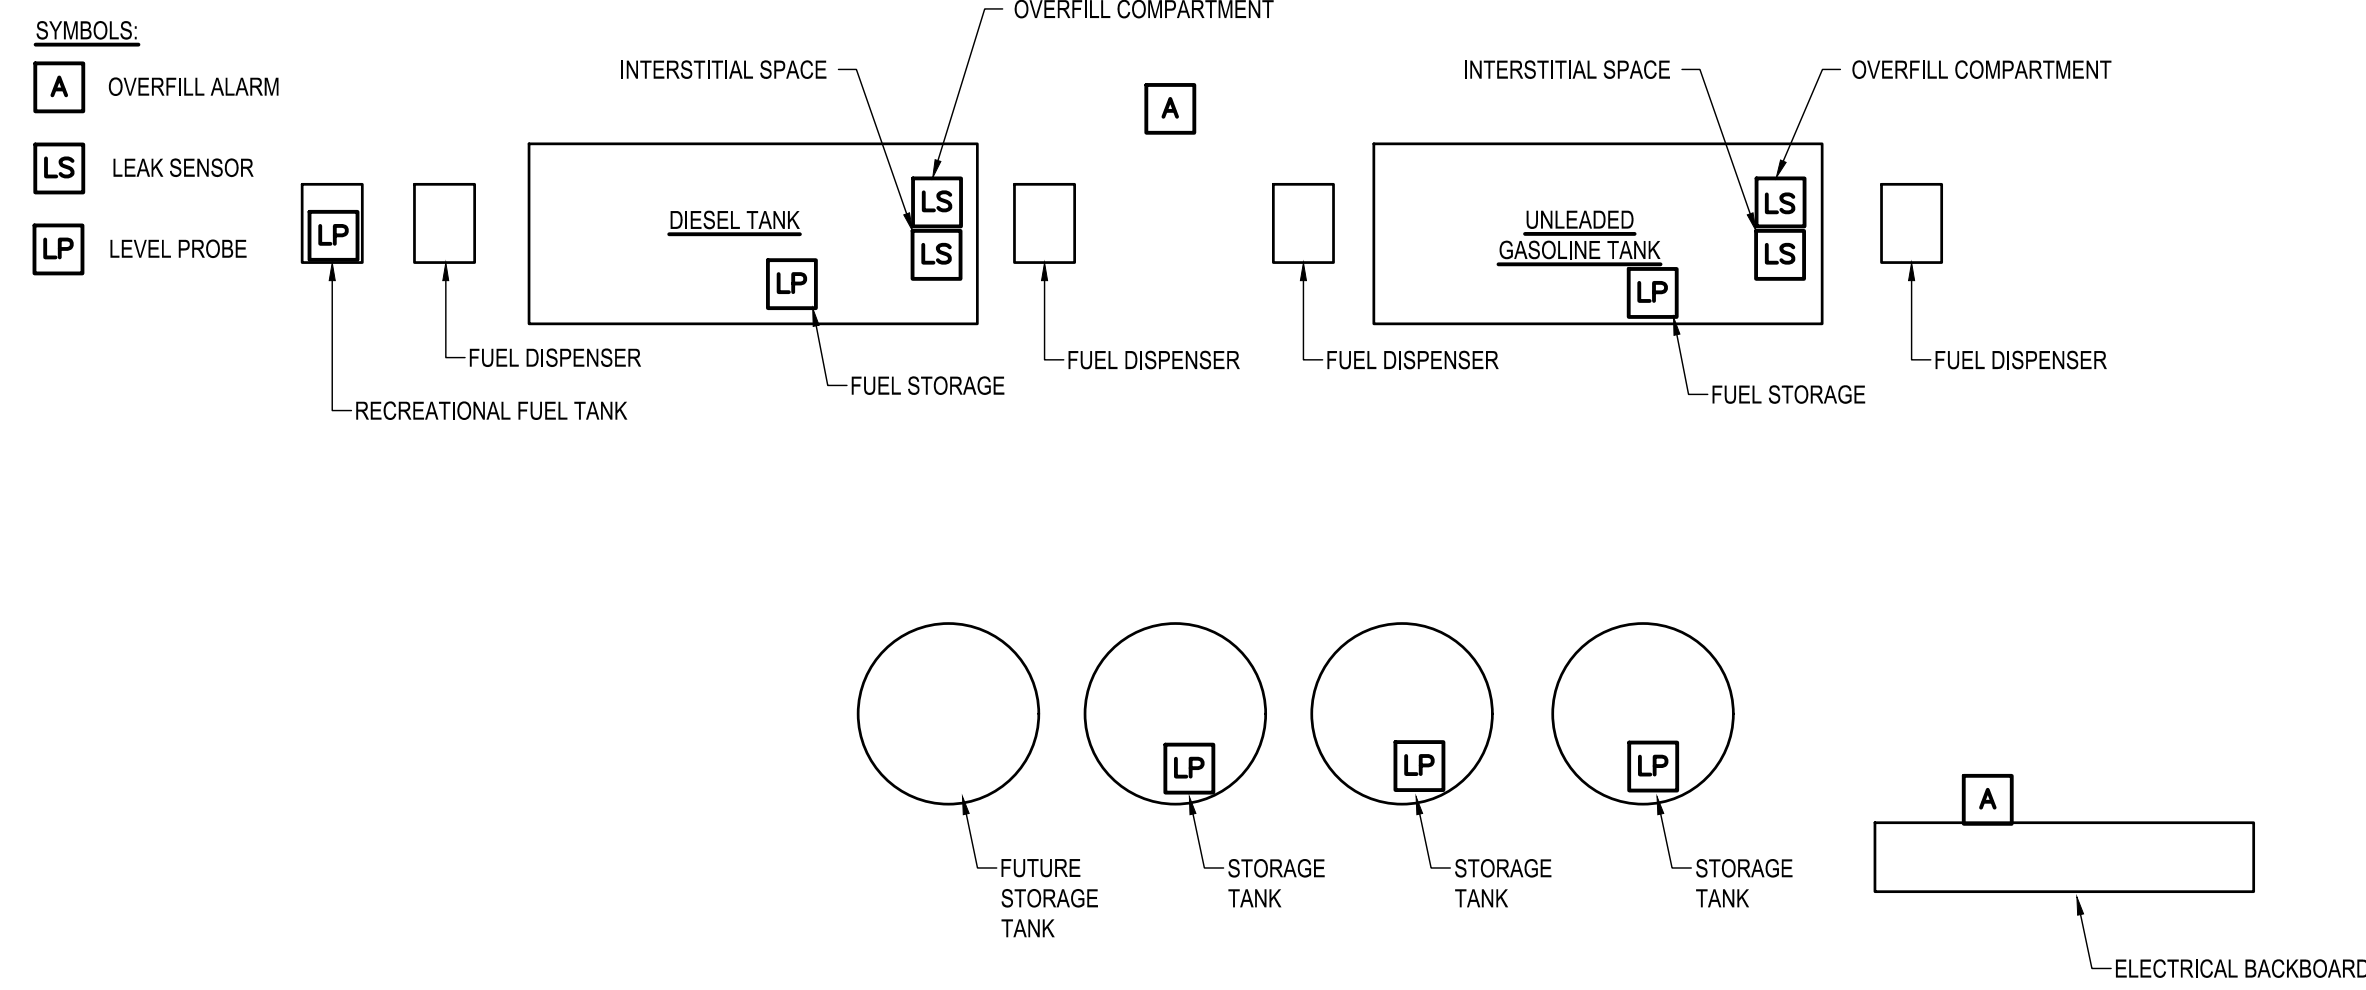 OVERFILL COMPARTMENT
SYMBOLS:
INTERSTITIAL SPACE
INTERSTITIAL SPACE
OVERFILL COMPARTMENT
A
OVERFILL ALARM
A
LS
LEAK SENSOR
LP
LEVEL PROBE
LP
DIESEL TANK
LS
LS
LP
UNLEADED
GASOLINE TANK
LS
LS
LP
FUEL DISPENSER
FUEL DISPENSER
FUEL DISPENSER
FUEL DISPENSER
FUEL STORAGE
FUEL STORAGE
RECREATIONAL FUEL TANK
LP
LP
LP
A
FUTURE
STORAGE
TANK
STORAGE
TANK
STORAGE
TANK
STORAGE
TANK
ELECTRICAL BACKBOARD